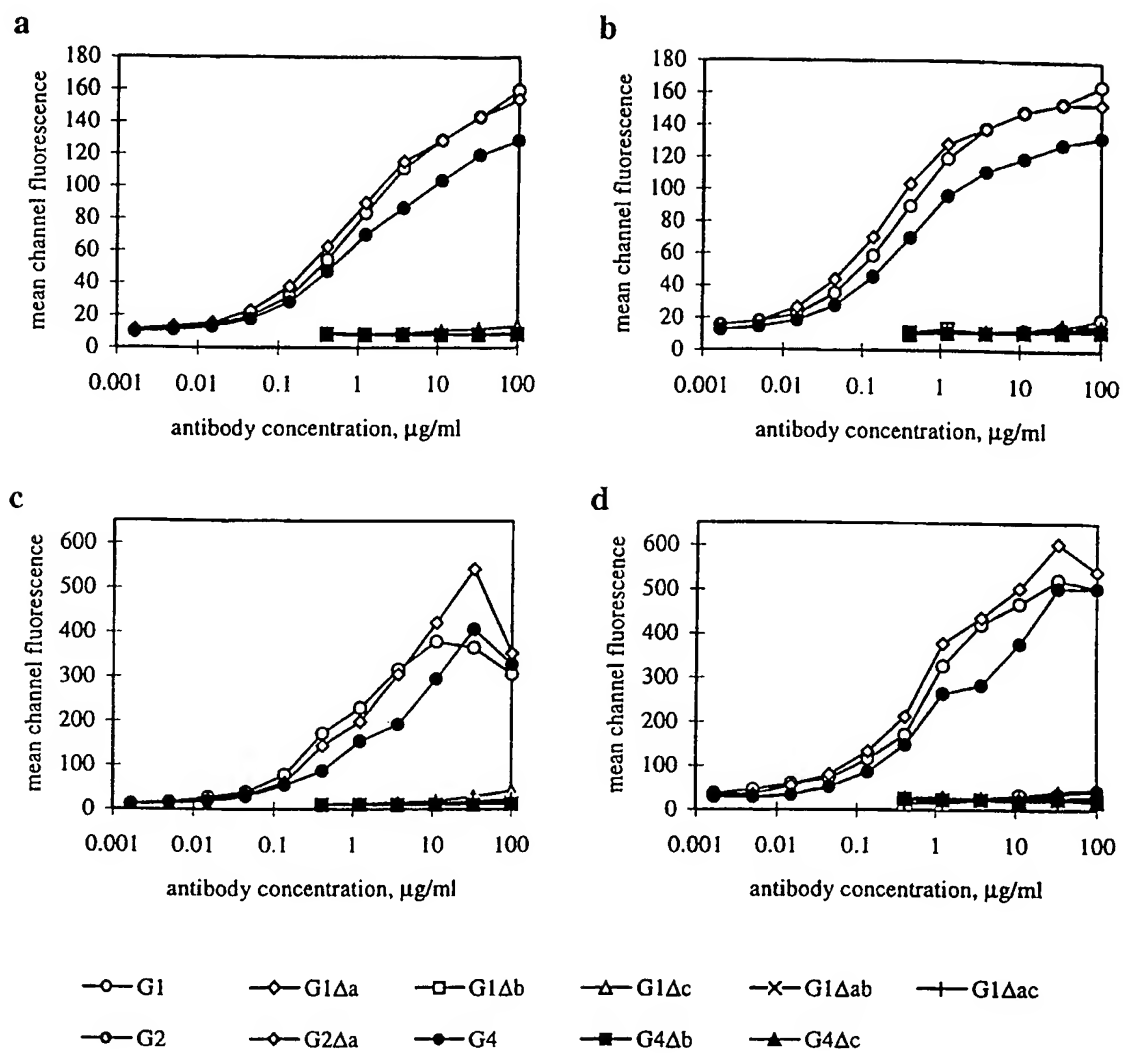 a
b
180
160
140
120
100
80
60
40
20
0
mean channel fluorescence
0.001 0.01 0.1 1 10 100
antibody concentration, μg/ml
180
160
140
120
100
80
60
40
20
0
mean channel fluorescence
0.001 0.01 0.1 1 10 100
antibody concentration, μg/ml
c
d
600
500
400
300
200
100
0
mean channel fluorescence
0.001 0.01 0.1 1 10 100
antibody concentration, μg/ml
600
500
400
300
200
100
0
mean channel fluorescence
0.001 0.01 0.1 1 10 100
antibody concentration, μg/ml
G1 G1Δa G1Δb G1Δc G1Δab G1Δac
G2 G2Δa G4 G4Δb G4Δc